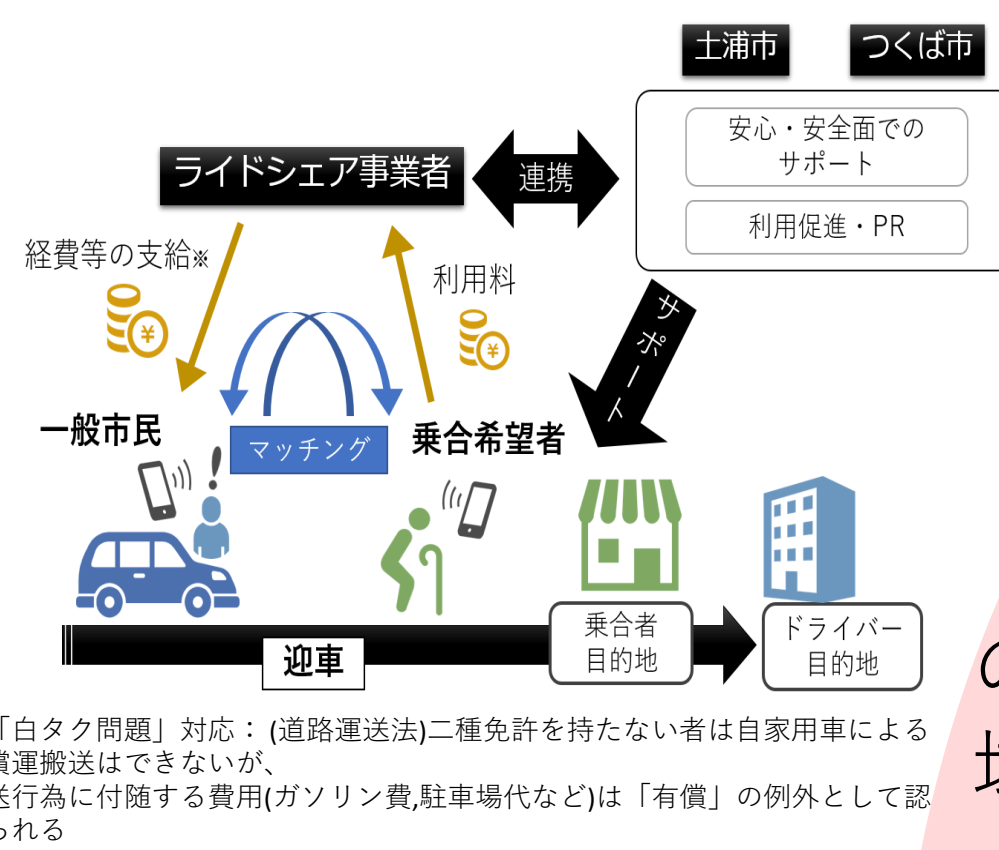 土浦市
つくば市
安心・安全面での
サポート
利用促進・PR
ライドシェア事業者
連携
経費等の支給※
利用料
サポート
一般市民
マッチング
乗合希望者
乗合者
目的地
ドライバー
目的地
迎車
「白タク問題」対応： (道路運送法)二種免許を持たない者は自家用車による
償運搬送はできないが、
送行為に付随する費用(ガソリン費,駐車場代など)は「有償」の例外として認
られる
の